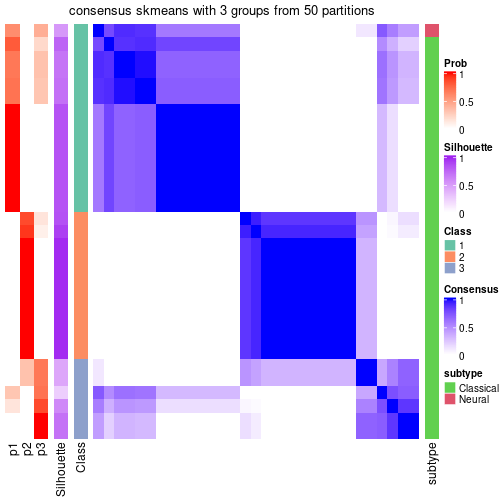 consensus skmeans with 3 groups from 50 partitions
Prob
1
0.5
0
Silhouette
1
0.5
0
Class
1
2
3
Consensus
1
0.5
0
subtype
Classical
Neural
p1
p2
p3
Silhouette
Class
subtype